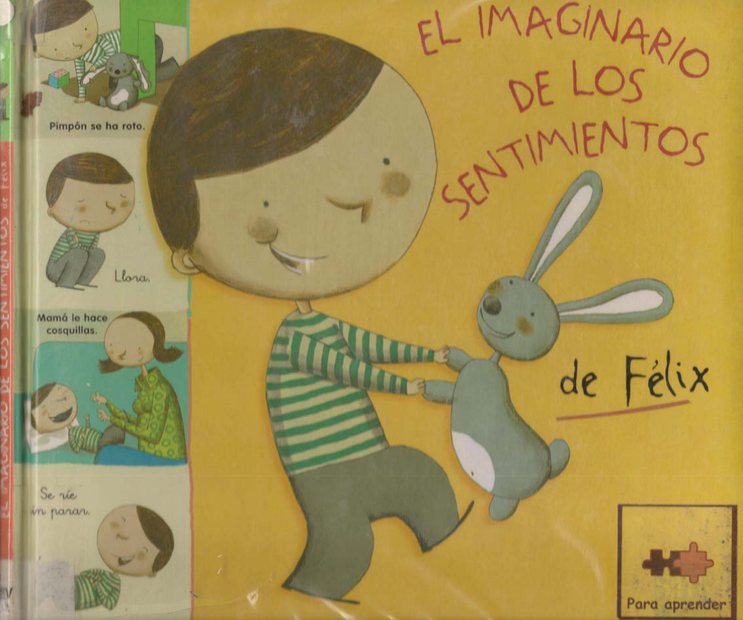 EL IMAGINARIO
DE LOS
SENTIMIENTOS
de Félix
Pimpón se ha roto.
Llora.
Mamá le hace
cosquillas.
Se ríe
in parar.
Para aprender
EL IMAGINARIO DE LOS SENTIMIENTOS de Félix